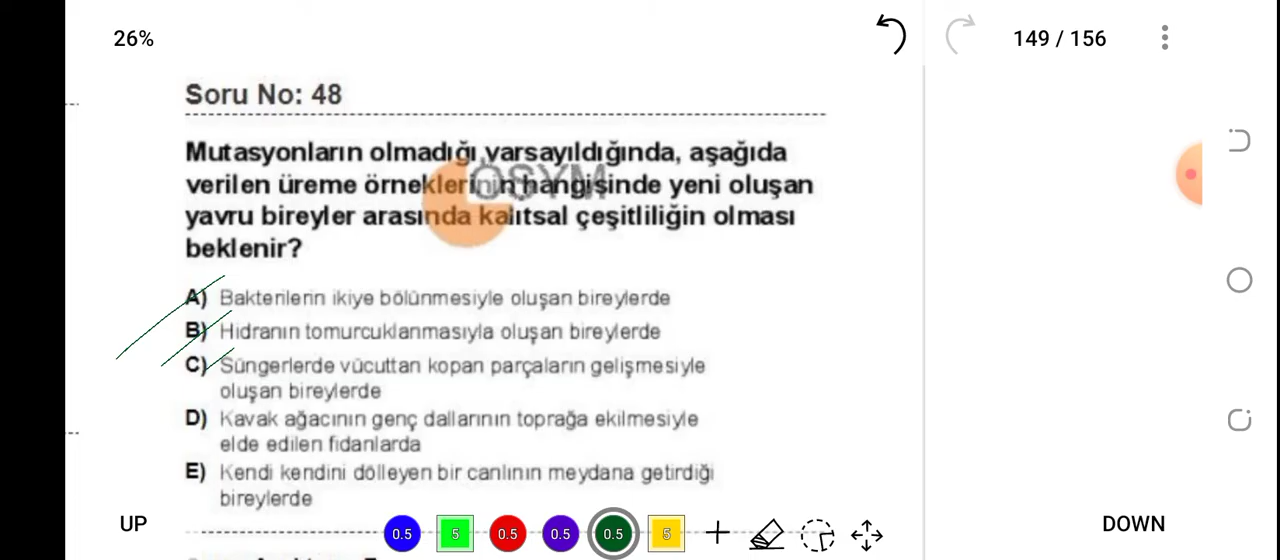 26%
149 / 156
Soru No: 48
Mutasyonların olmadığı varsayıldığında, aşağıda
verilen üreme örneklerinin hangisinde yeni oluşan
yavru bireyler arasında kalıtsal çeşitliliğin olması
beklenir?
ÖSYM
A) Bakterilerin ikiye bölünmesiyle oluşan bireylerde
B) Hidranın tomurcuklanmasıyla oluşan bireylerde
C) Süngerlerde vücuttan kopan parçaların gelişmesiyle
oluşan bireylerde
D) Kavak ağacının genç dallarının toprağa ekilmesiyle
elde edilen fidanlarda
E) Kendi kendini dölleyen bir canlının meydana getirdiği
bireylerde
UP
0.5 5 0.5 0.5 0.5 5
DOWN